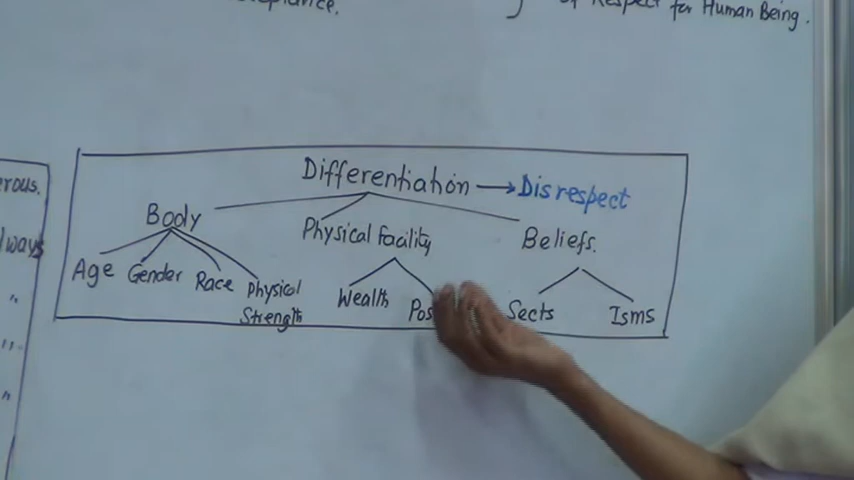 of Respect for Human Being.
erous.
Differentiation → Disrespect
Body
Physical Facility
Beliefs.
Age Gender Race Physical Strength
Wealth
Sects
Isms